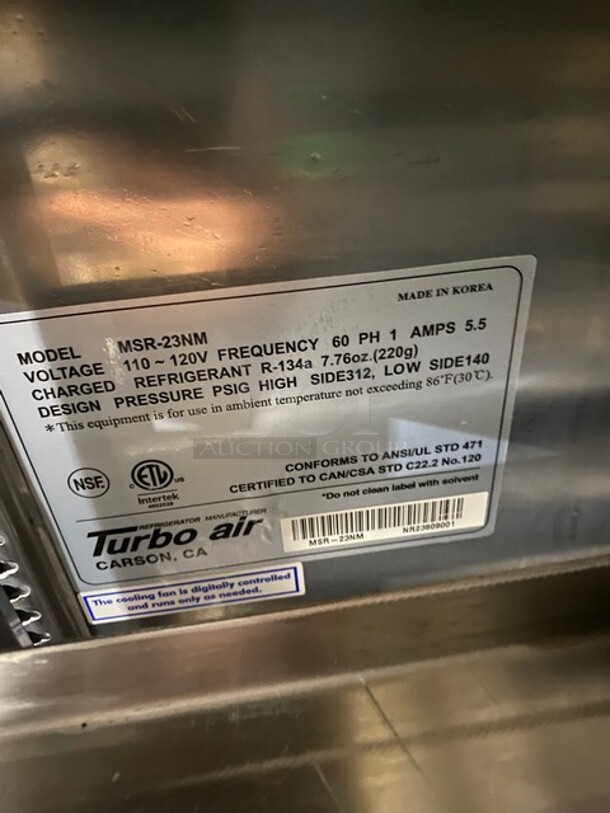 MADE IN KOREA
MODEL MSR-23NM
VOLTAGE 110 ~ 120V FREQUENCY 60 PH 1 AMPS 5.5
CHARGED REFRIGERANT R-134a 7.76oz.(220g)
DESIGN PRESSURE PSIG HIGH SIDE312, LOW SIDE140
*This equipment is for use in ambient temperature not exceeding 86°F(30℃).
AUCTION GROUP
CONFORMS TO ANSI/UL STD 471
CERTIFIED TO CAN/CSA STD C22.2 No.120
NSF.
C ETL US
Intertek
*Do not clean label with solvent
REFRIGERATOR MANUFACTURER
Turbo air
CARSON, CA
MSR-23NM NR23809001
The cooling fan is digitally controlled
and runs only as needed.